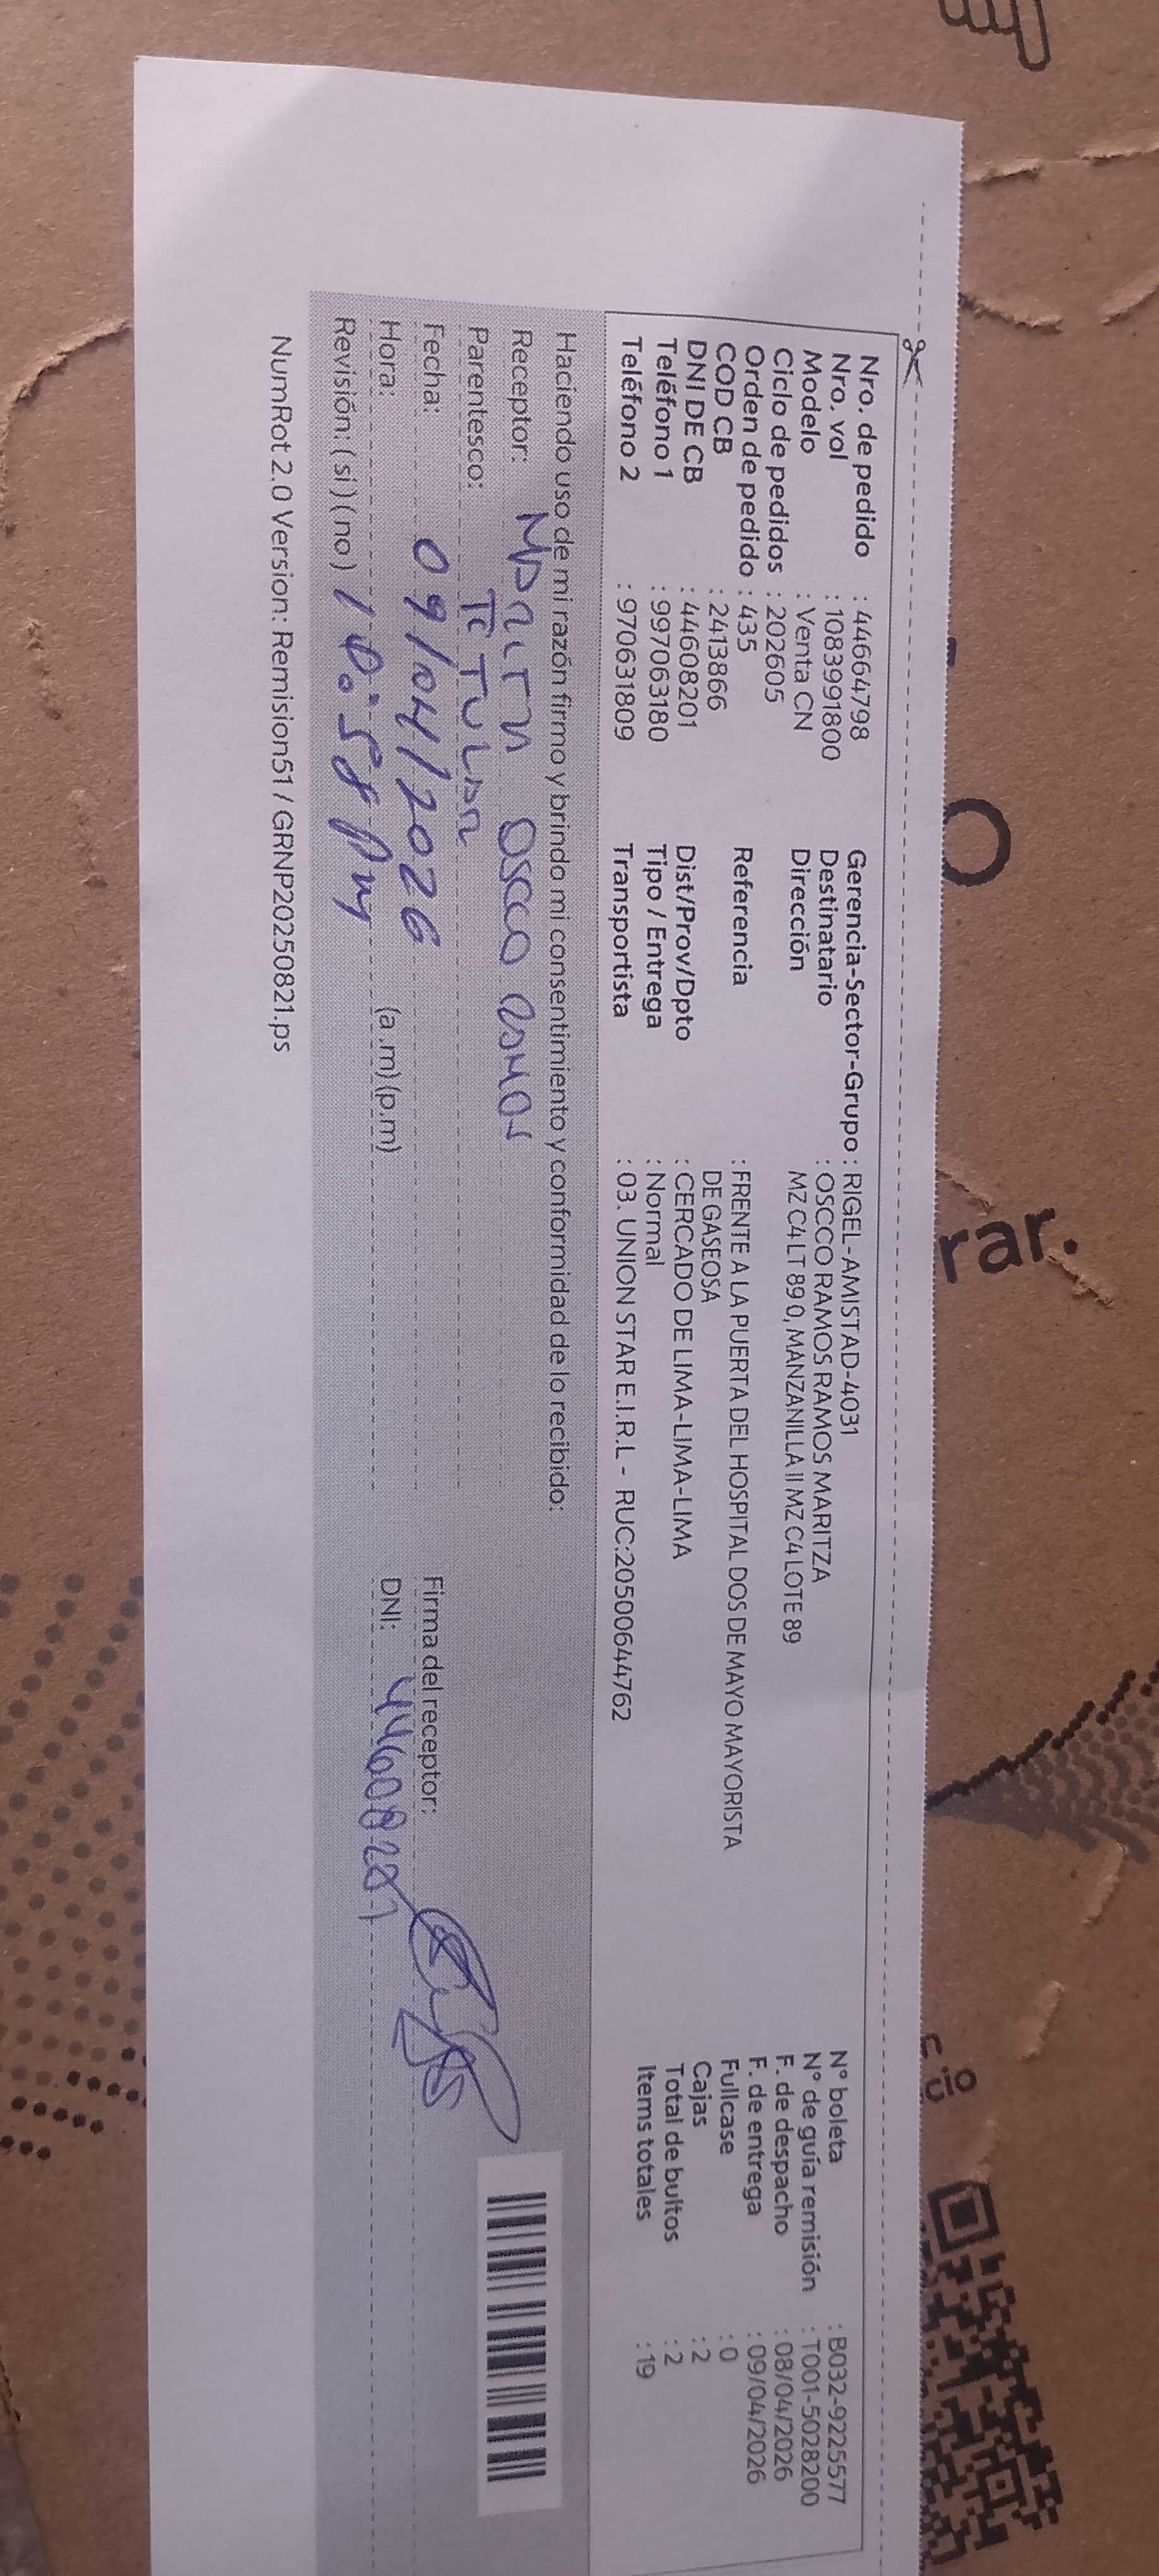 Nro. de pedido : 44664798
Nro. vol : 1083991800
Modelo : Venta CN
Ciclo de pedidos : 202605
Orden de pedido : 435
COD CB : 2413866
DNI DE CB : 44608201
Teléfono 1 : 997063180
Teléfono 2 : 970631809
Gerencia-Sector-Grupo : RIGEL-AMISTAD-4031
Destinatario : OSCCO RAMOS RAMOS MARITZA
Dirección MZ C4 LT 89 0, MANZANILLA II MZ C4 LOTE 89
Referencia : FRENTE A LA PUERTA DEL HOSPITAL DOS DE MAYO MAYORISTA
DE GASEOSA
Dist/Prov/Dpto : CERCADO DE LIMA-LIMA-LIMA
Tipo / Entrega : Normal
Transportista : 03. UNION STAR E.I.R.L - RUC:20500644762
N° boleta : B032-9225577
N° de guía remisión : T001-5028200
F. de despacho : 08/04/2026
F. de entrega : 09/04/2026
Fullcase : 0
Cajas : 2
Total de bultos : 2
Items totales : 19
Haciendo uso de mi razón firmo y brindo mi consentimiento y conformidad de lo recibido:
Receptor: OSCCO RAMOS
Parentesco: TITULAR
Fecha: 09/04/2026
Hora: (a.m) (p.m)
Revisión: ( si ) ( no )
Firma del receptor:
DNI: 44608201
NumRot 2.0 Version: Remision51 / GRNP20250821.ps
rar.